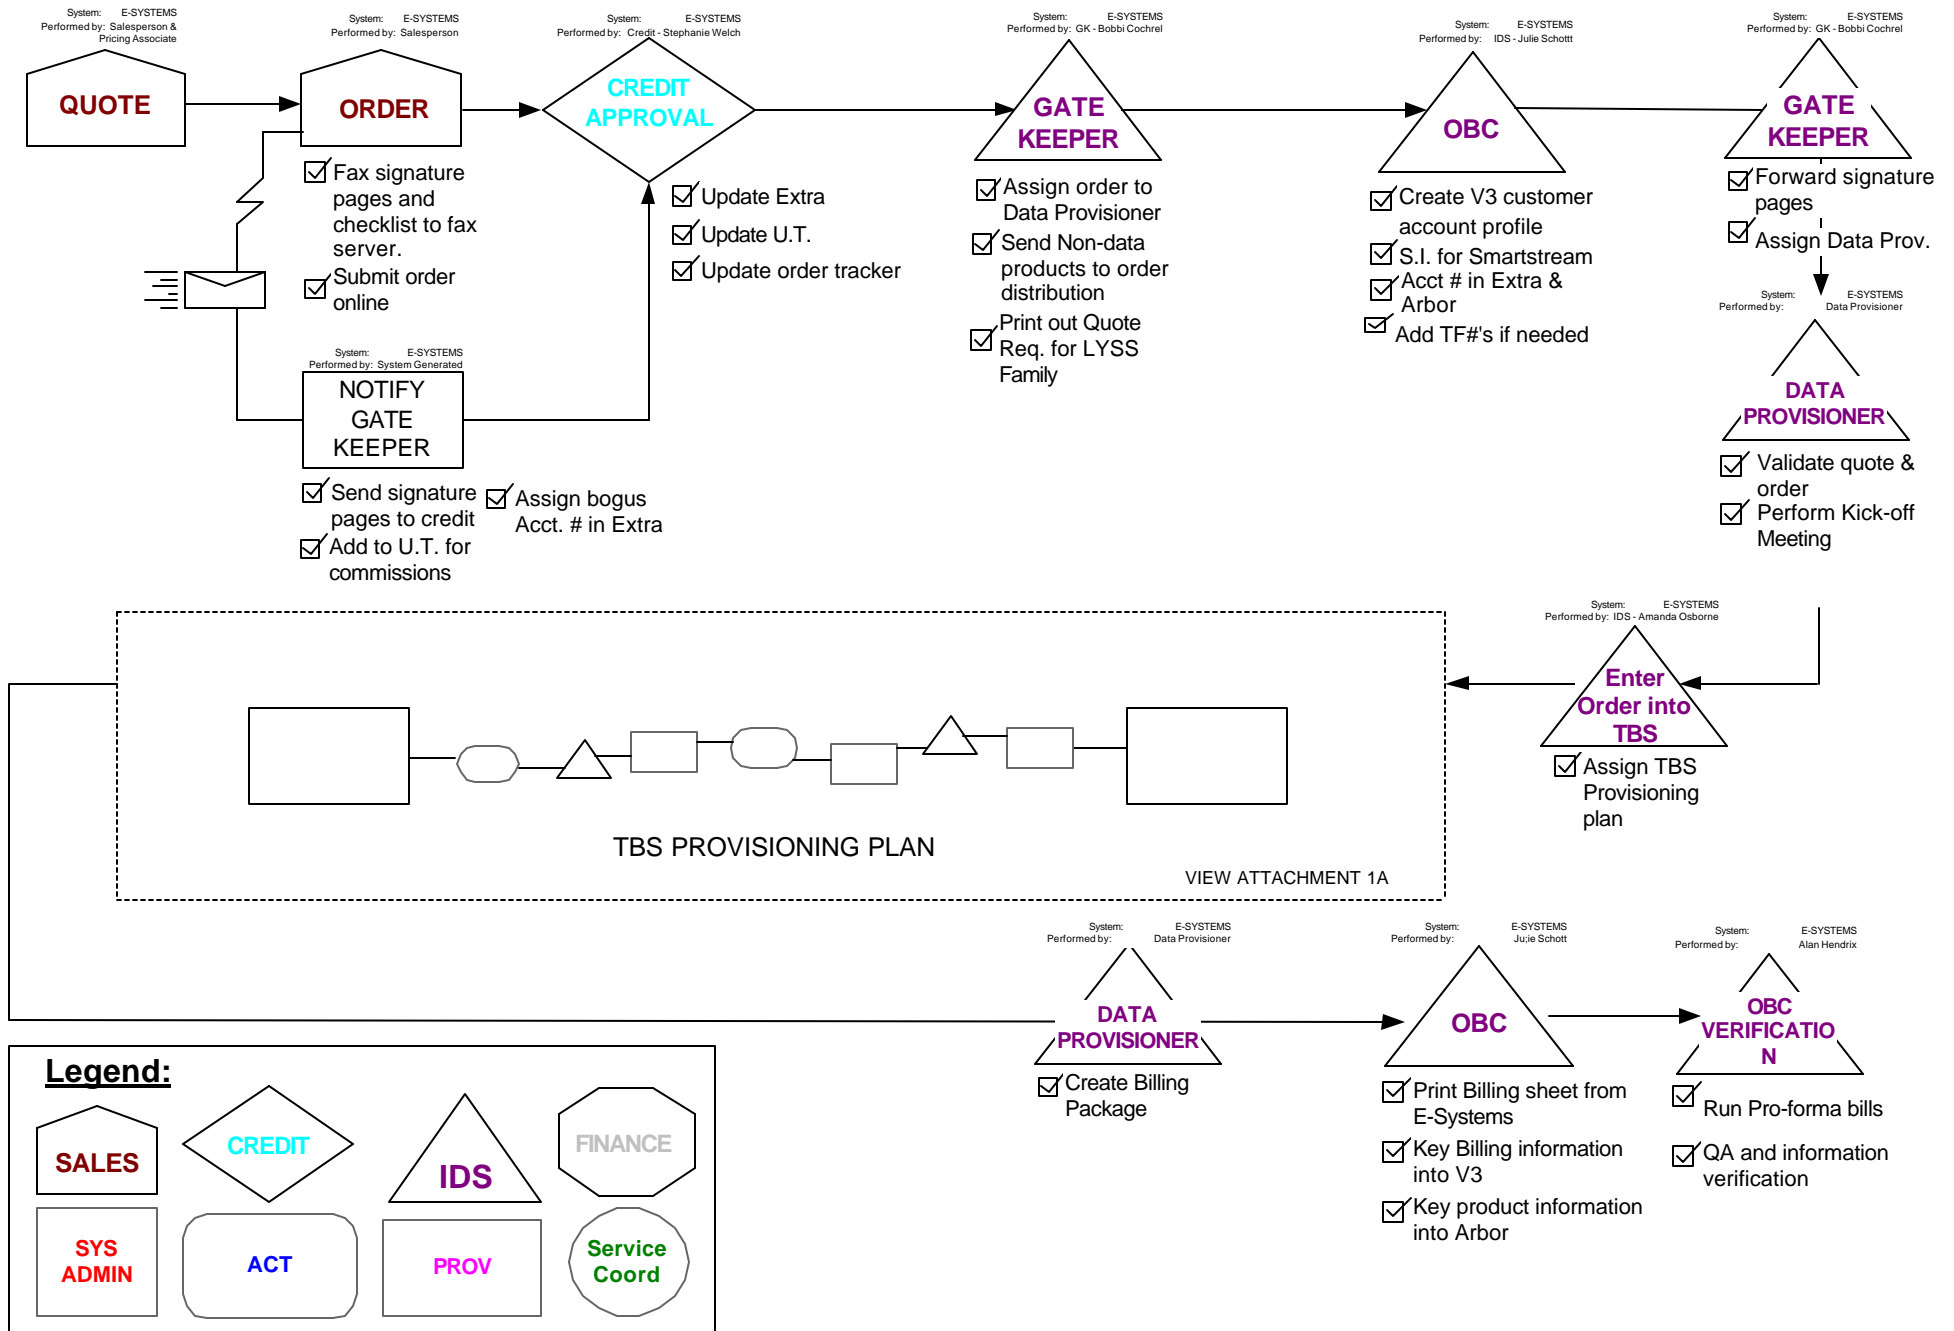 System: E-SYSTEMS
Performed by: Salesperson &
Pricing Associate
QUOTE
System: E-SYSTEMS
Performed by: Salesperson
ORDER
Fax signature
pages and
checklist to fax
server.
Submit order
online
System: E-SYSTEMS
Performed by: Credit - Stephanie Welch
CREDIT
APPROVAL
Update Extra
Update U.T.
Update order tracker
System: E-SYSTEMS
Performed by: GK - Bobbi Cochrel
GATE
KEEPER
Assign order to
Data Provisioner
Send Non-data
products to order
distribution
Print out Quote
Req. for LYSS
Family
System: E-SYSTEMS
Performed by: IDS - Julie Schottt
OBC
Create V3 customer
account profile
S.I. for Smartstream
Acct # in Extra &
Arbor
Add TF#'s if needed
System: E-SYSTEMS
Performed by: GK - Bobbi Cochrel
GATE
KEEPER
Forward signature
pages
Assign Data Prov.
System: E-SYSTEMS
Performed by: Data Provisioner
DATA
PROVISIONER
Validate quote &
order
Perform Kick-off
Meeting
System: E-SYSTEMS
Performed by: System Generated
NOTIFY
GATE
KEEPER
Send signature
pages to credit
Add to U.T. for
commissions
Assign bogus
Acct. # in Extra
System: E-SYSTEMS
Performed by: IDS - Amanda Osborne
Enter
Order into
TBS
Assign TBS
Provisioning
plan
TBS PROVISIONING PLAN
VIEW ATTACHMENT 1A
System: E-SYSTEMS
Performed by: Data Provisioner
DATA
PROVISIONER
Create Billing
Package
System: E-SYSTEMS
Performed by: Ju;ie Schott
OBC
Print Billing sheet from
E-Systems
Key Billing information
into V3
Key product information
into Arbor
System: E-SYSTEMS
Performed by: Alan Hendrix
OBC
VERIFICATIO
N
Run Pro-forma bills
QA and information
verification
Legend:
SALES
CREDIT
IDS
FINANCE
SYS
ADMIN
ACT
PROV
Service
Coord